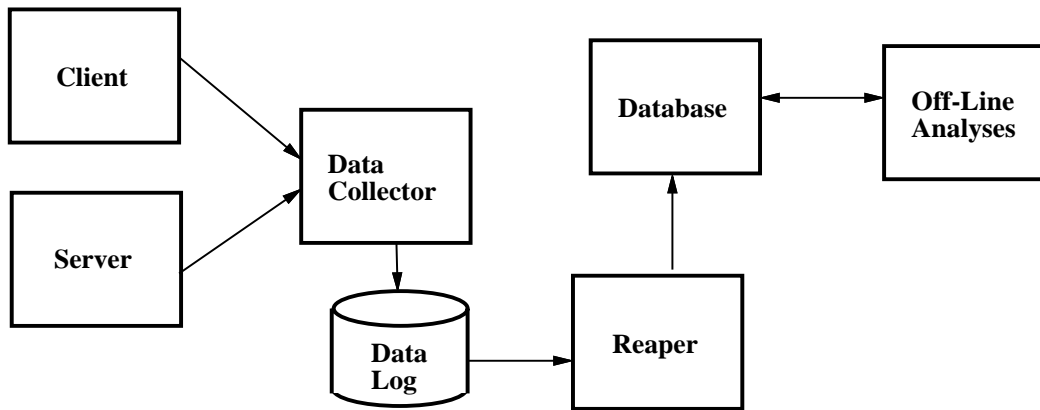 Client
Server
Data
Collector
Data
Log
Reaper
Database
Off-Line
Analyses